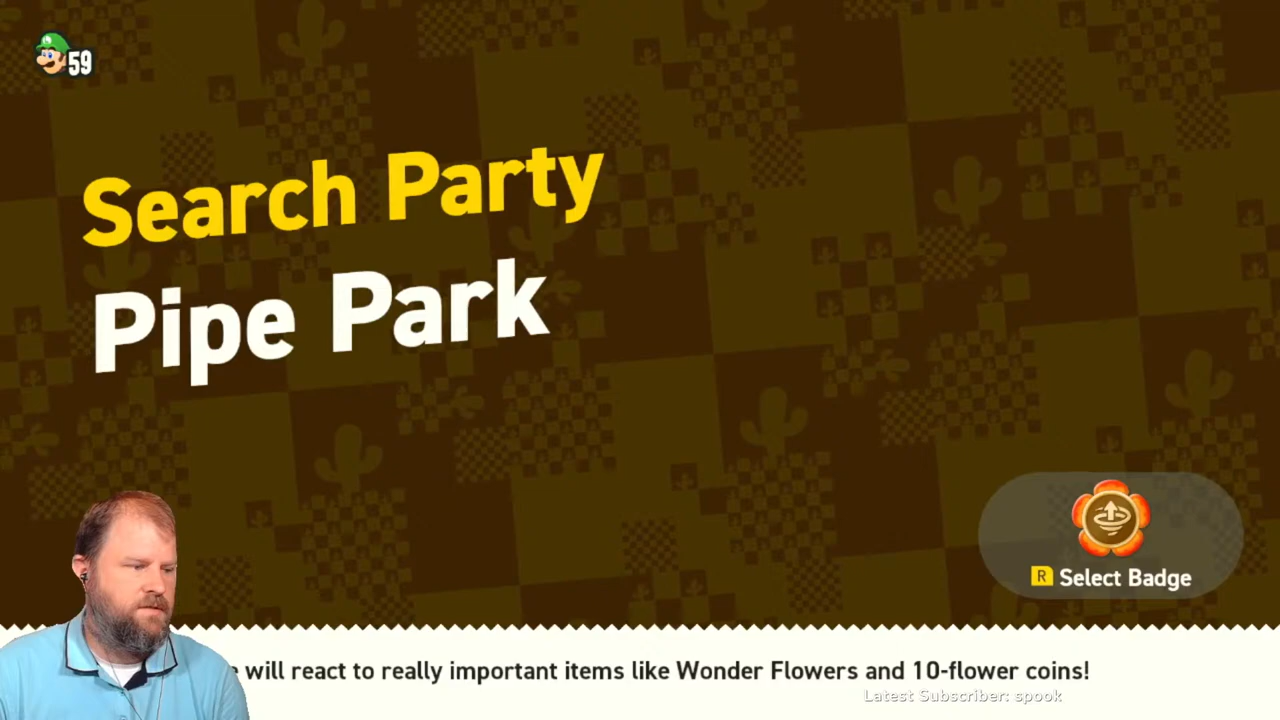 59
Search Party
Pipe Park
R Select Badge
will react to really important items like Wonder Flowers and 10-flower coins!
Latest Subscriber: spook